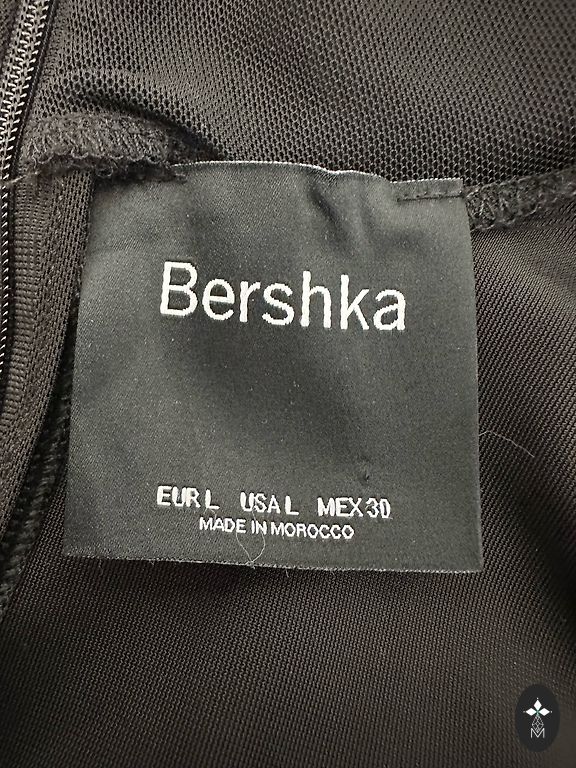 Bershka
EUR L USA L MEX 30
MADE IN MOROCCO
M